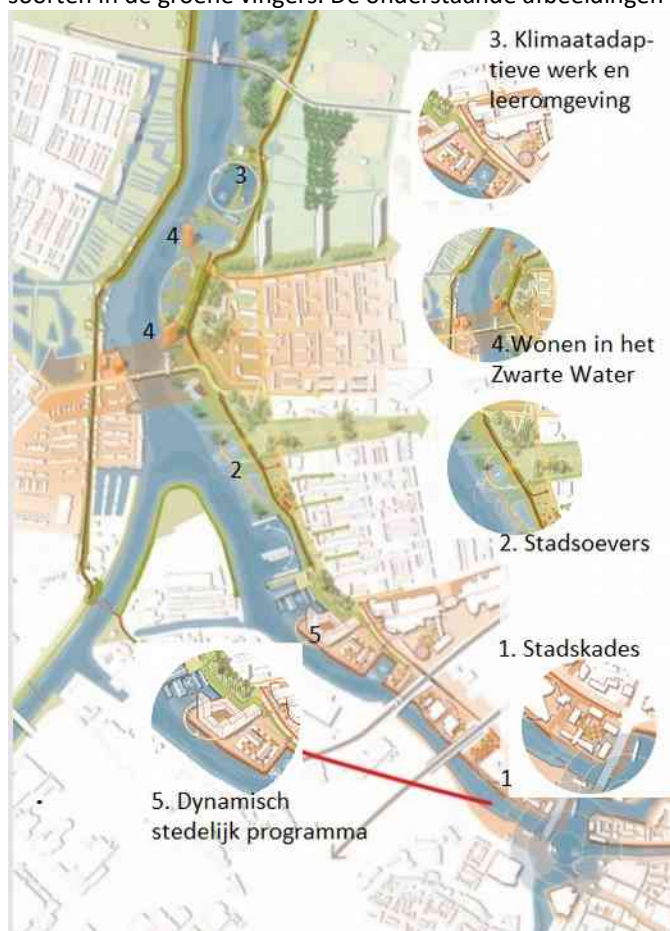 soorten in de groene vingers. De onderstaande afbeeldingen
3. Klimaatadap-
tieve werk en
leeromgeving
3
4
4
4.Wonen in het
Zwarte Water
2
2. Stadsoevers
5
1. Stadskades
1
5. Dynamisch
stedelijk programma